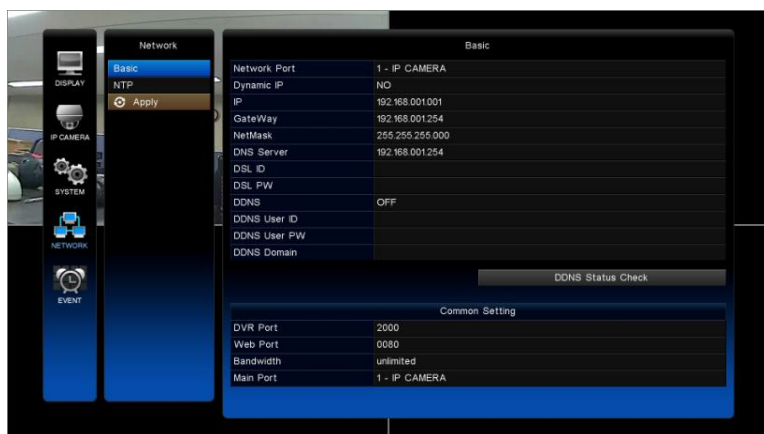 DISPLAY
IP CAMERA
SYSTEM
NETWORK
EVENT
Network
Basic
NTP
Apply
Basic
Network Port 1 - IP CAMERA
Dynamic IP NO
IP 192.168.001.001
GateWay 192.168.001.254
NetMask 255.255.255.000
DNS Server 192.168.001.254
DSL ID
DSL PW
DDNS OFF
DDNS User ID
DDNS User PW
DDNS Domain
DDNS Status Check
Common Setting
DVR Port 2000
Web Port 0080
Bandwidth unlimited
Main Port 1 - IP CAMERA